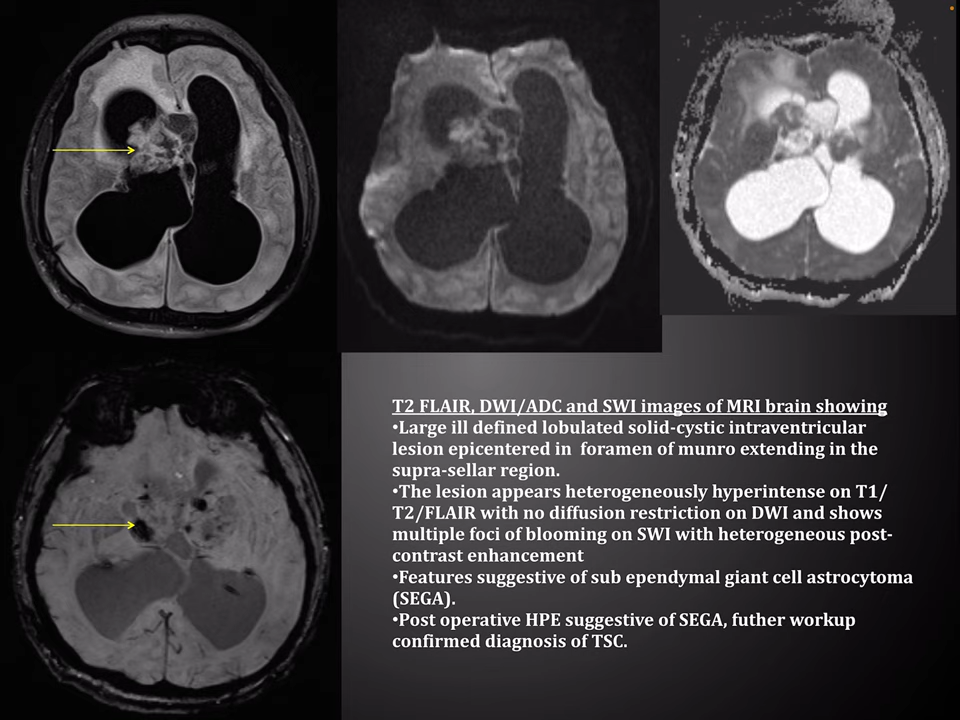 T2 FLAIR, DWI/ADC and SWI images of MRI brain showing
•Large ill defined lobulated solid-cystic intraventricular
lesion epicentered in foramen of munro extending in the
supra-sellar region.
•The lesion appears heterogeneously hyperintense on T1/
T2/FLAIR with no diffusion restriction on DWI and shows
multiple foci of blooming on SWI with heterogeneous post-
contrast enhancement
•Features suggestive of sub ependymal giant cell astrocytoma
(SEGA).
•Post operative HPE suggestive of SEGA, futher workup
confirmed diagnosis of TSC.